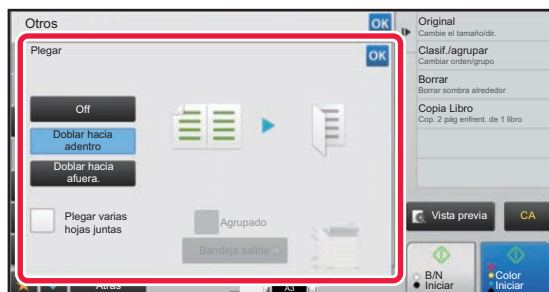 Otros
OK
Plegar
OK
Off
Doblar hacia
adentro
Doblar hacia
afuera.
Plegar varias
hojas juntas
Agrupado
Bandeja salida
Atrás
A3
Original
Cambie el tamaño/dir.
Clasif./agrupar
Cambiar orden/grupo
Borrar
Borrar sombra alrededor
Copia Libro
Cop. 2 pág enfrent. de 1 libro
Vista previa
CA
B/N
Iniciar
Color
Iniciar